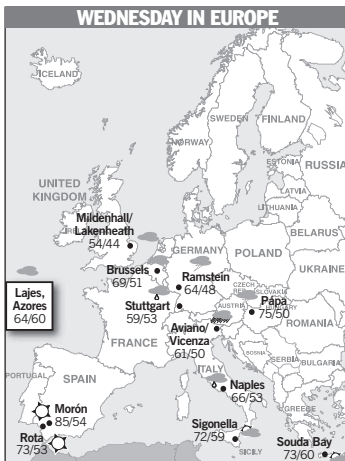 WEDNESDAY IN EUROPE
ICELAND
SWEDEN
FINLAND
NORWAY
ESTONIA
RUSSIA
LATVIA
LITHUANIA
UNITED
KINGDOM
Mildenhall/
Lakenheath
54/44
BELARUS
POLAND
GERMANY
UKRAINE
Brussels
69/51
Ramstein
64/48
Lajes,
Azores
64/60
CZECH
SLOVAKIA
Stuttgart
59/53
AUSTRIA
Pápa
75/50
Aviano/
Vicenza
61/50
FRANCE
ROMANIA
BOSNIA
SERBIA
BULGARIA
ITALY
PORTUGAL
SPAIN
Naples
66/53
Morón
85/54
Rota
73/53
Sigonella
72/59
SICILY
GREECE
Souda Bay
73/60